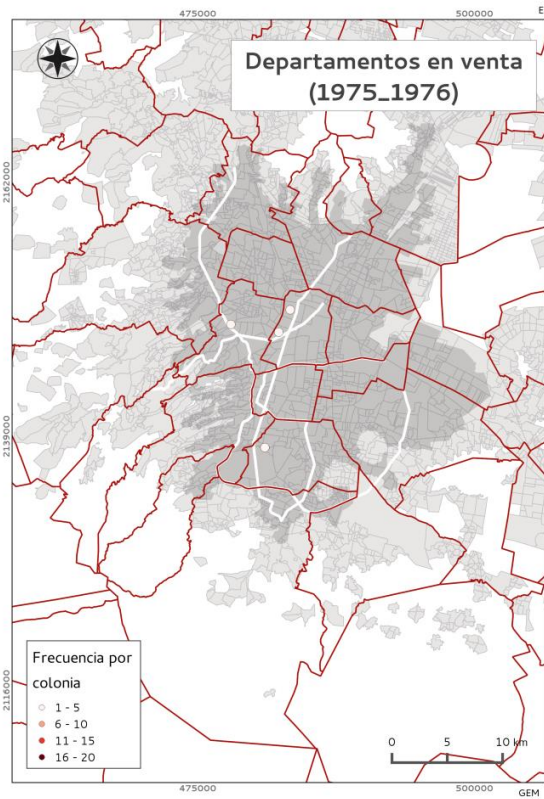 475000
500000
E
Departamentos en venta
(1975_1976)
2162000
2139000
2116000
Frecuencia por
colonia
1 - 5
6 - 10
11 - 15
16 - 20
0 5 10 km
475000
500000
GEM